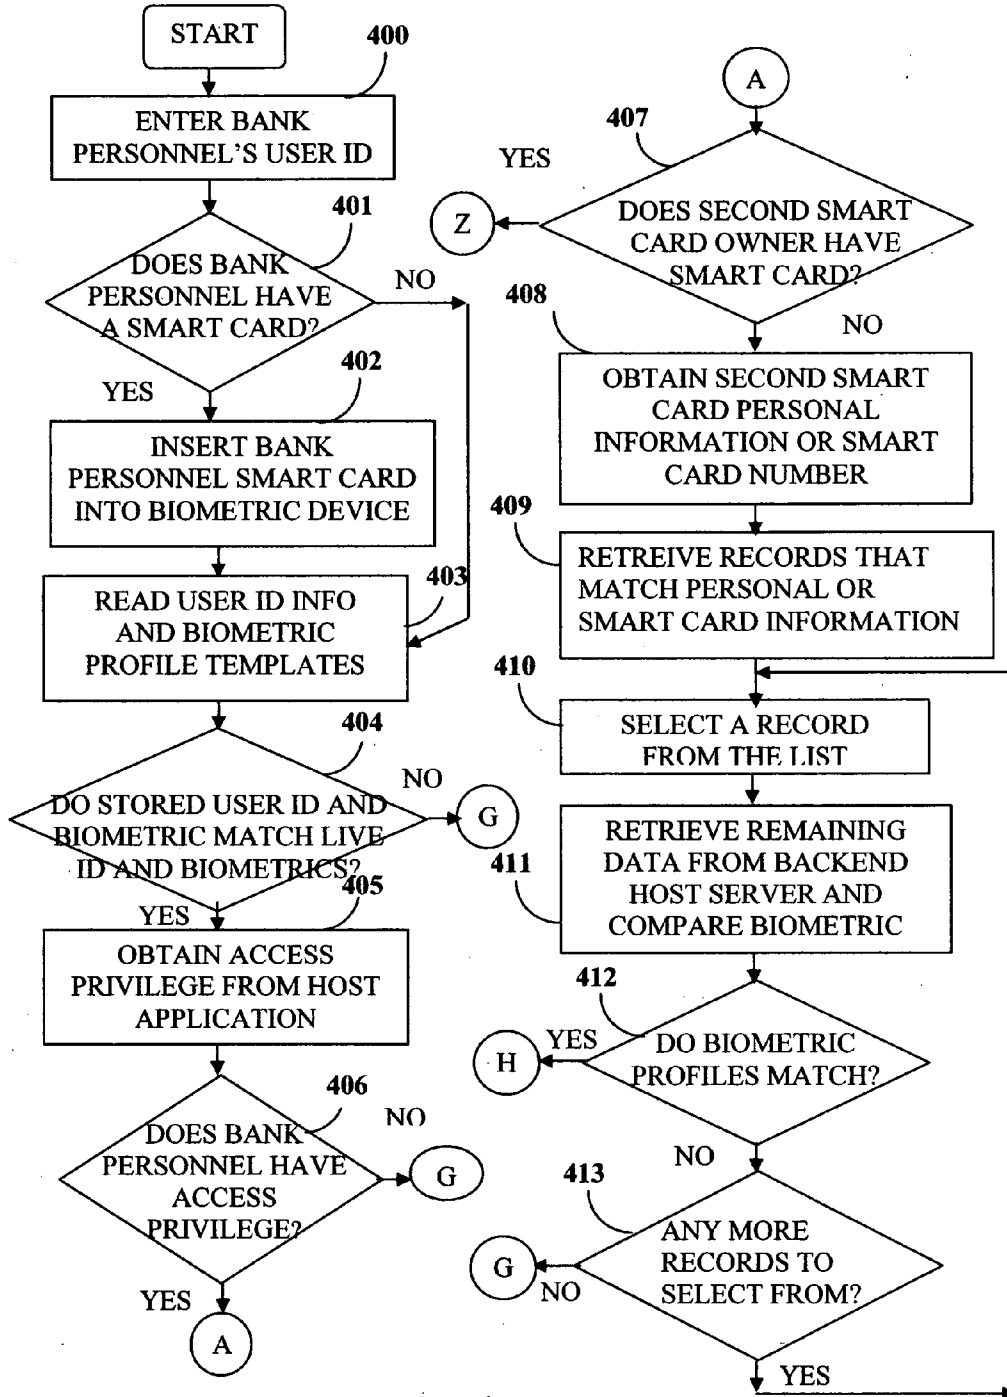 START
400
ENTER BANK
PERSONNEL'S USER ID
401
DOES BANK
PERSONNEL HAVE
A SMART CARD?
NO
YES
402
INSERT BANK
PERSONNEL SMART CARD
INTO BIOMETRIC DEVICE
403
READ USER ID INFO
AND BIOMETRIC
PROFILE TEMPLATES
404
NO
DO STORED USER ID AND
BIOMETRIC MATCH LIVE
ID AND BIOMETRICS?
G
405
YES
OBTAIN ACCESS
PRIVILEGE FROM HOST
APPLICATION
406
NO
DOES BANK
PERSONNEL HAVE
ACCESS
PRIVILEGE?
G
YES
A
A
407
YES
Z
DOES SECOND SMART
CARD OWNER HAVE
SMART CARD?
408
NO
OBTAIN SECOND SMART
CARD PERSONAL
INFORMATION OR SMART
CARD NUMBER
409
RETREIVE RECORDS THAT
MATCH PERSONAL OR
SMART CARD INFORMATION
410
SELECT A RECORD
FROM THE LIST
411
RETRIEVE REMAINING
DATA FROM BACKEND
HOST SERVER AND
COMPARE BIOMETRIC
412
YES
H
DO BIOMETRIC
PROFILES MATCH?
NO
413
G
NO
ANY MORE
RECORDS TO
SELECT FROM?
YES